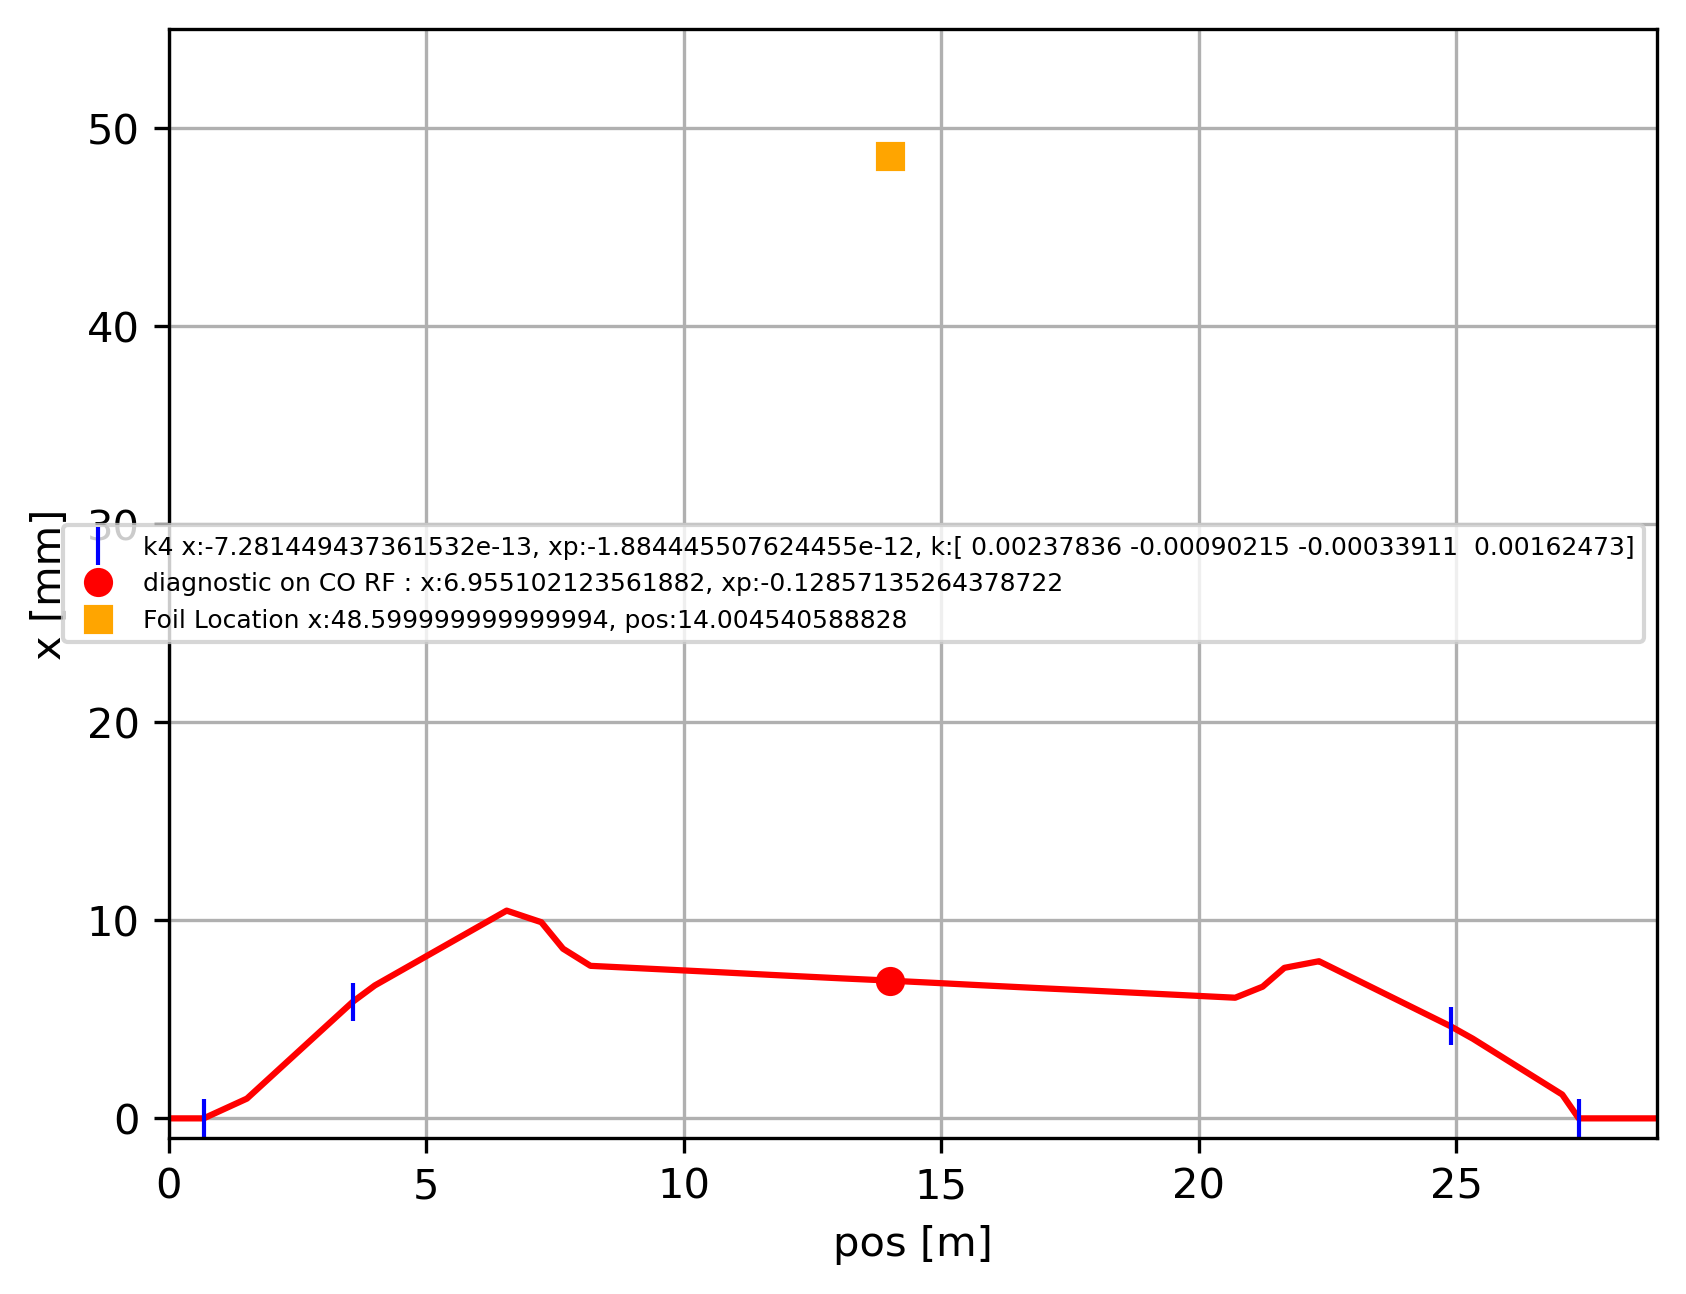 50
40
30
k4 x:-7.281449437361532e-13, xp:-1.884445507624455e-12, k:[ 0.00237836 -0.00090215 -0.00033911  0.00162473]
diagnostic on CO RF : x:6.955102123561882, xp:-0.12857135264378722
Foil Location x:48.599999999999994, pos:14.004540588828
x [mm]
20
10
0
0 5 10 15 20 25
pos [m]